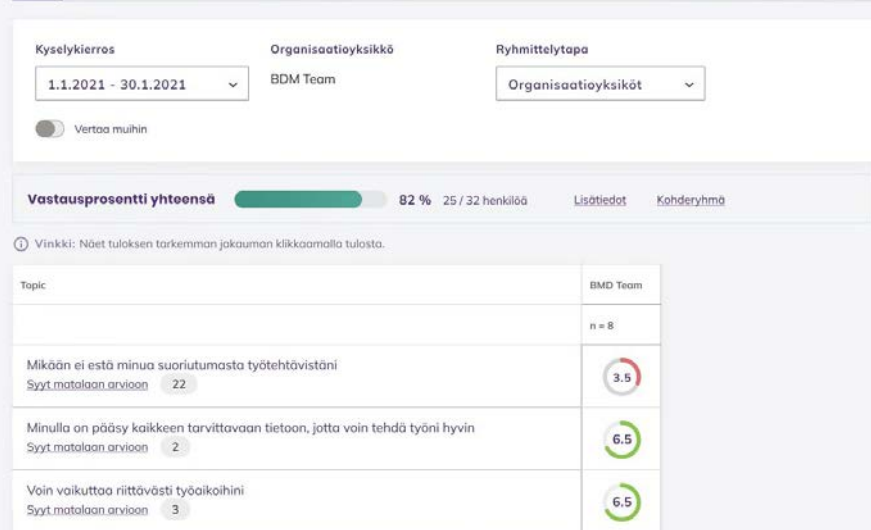 Kyselykierros
Organisaatioyksikkö
Ryhmittelytapa
1.1.2021 - 30.1.2021
BDM Team
Organisaatioyksiköt
Vertaa muihin
Vastausprosentti yhteensä 82 % 25 / 32 henkilöä Lisätiedot Kohderyhmä
Vinkki: Näet tuloksen tarkemman jakauman klikkaamalla tulosta.
Topic BMD Team
n = 8
Mikään ei estä minua suoriutumasta työtehtävistäni
Syyt matalaan arvioon 22
3.5
Minulla on pääsy kaikkeen tarvittavaan tietoon, jotta voin tehdä työni hyvin
Syyt matalaan arvioon 2
6.5
Voin vaikuttaa riittävästi työaikoihini
Syyt matalaan arvioon 3
6.5